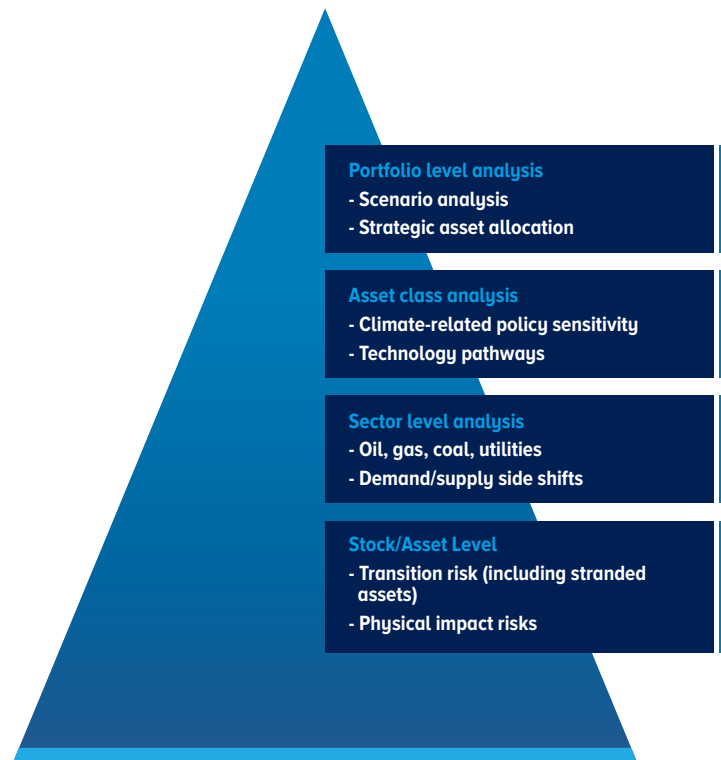 Portfolio level analysis
- Scenario analysis
- Strategic asset allocation
Asset class analysis
- Climate-related policy sensitivity
- Technology pathways
Sector level analysis
- Oil, gas, coal, utilities
- Demand/supply side shifts
Stock/Asset Level
- Transition risk (including stranded
assets)
- Physical impact risks